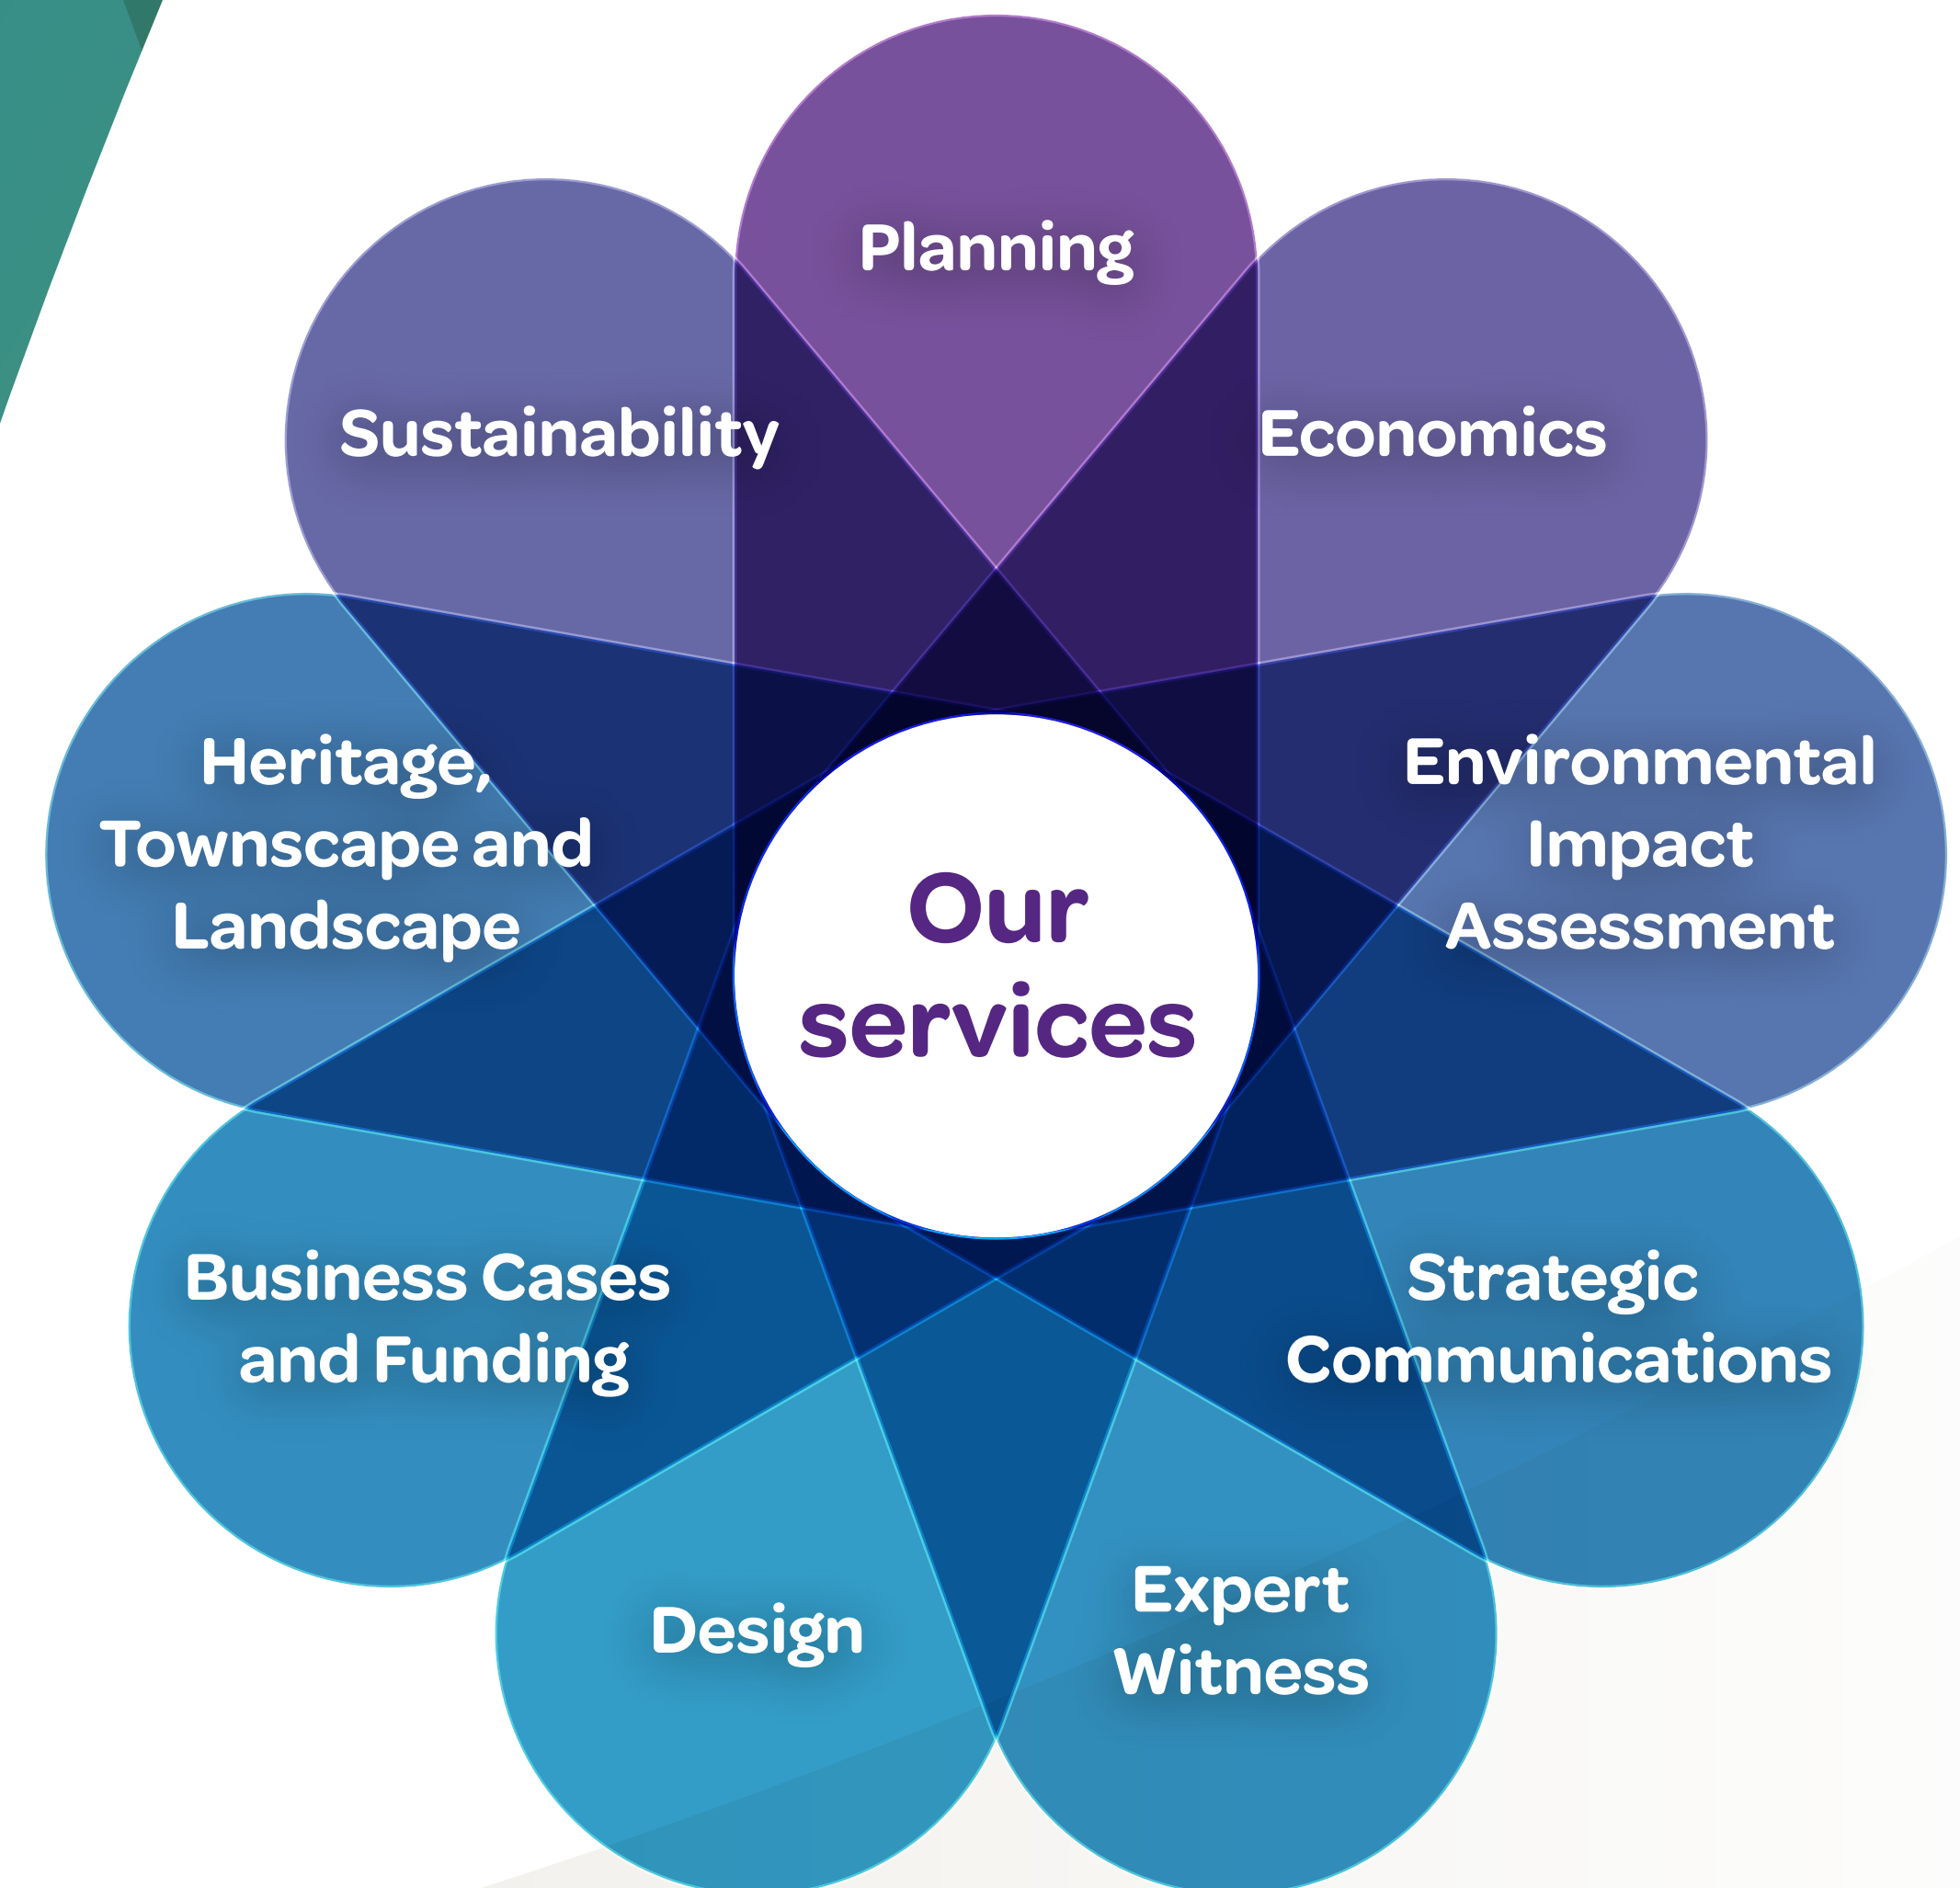 Planning
Sustainability
Economics
Heritage,
Townscape and
Landscape
Environmental
Impact
Assessment
Our
services
Business Cases
and Funding
Strategic
Communications
Design
Expert
Witness